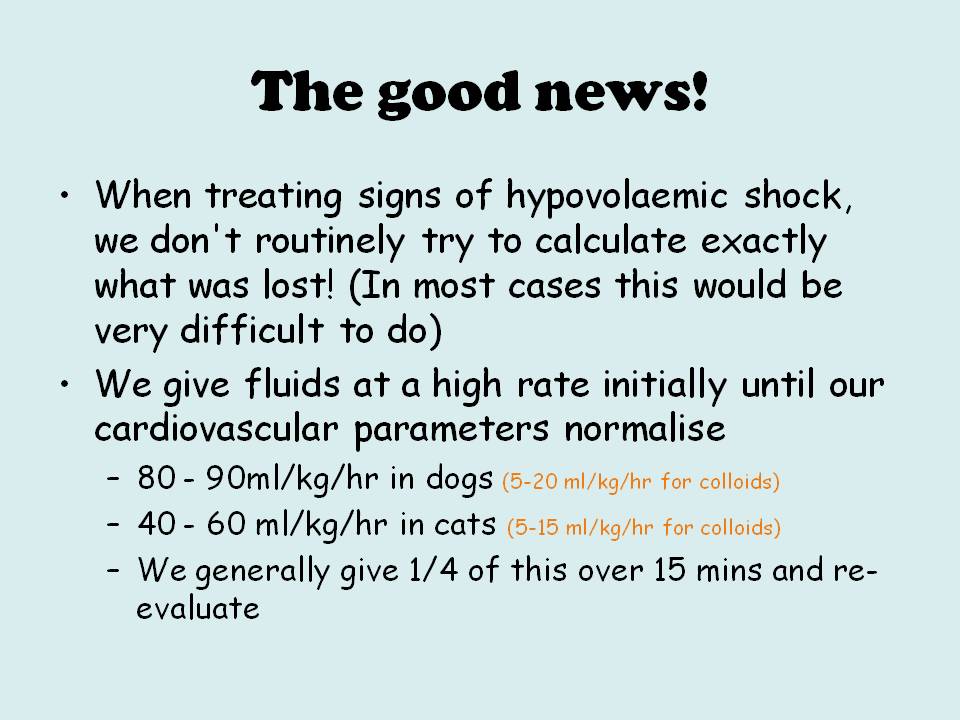 The good news!
• When treating signs of hypovolaemic shock,
we don't routinely try to calculate exactly
what was lost! (In most cases this would be
very difficult to do)
• We give fluids at a high rate initially until our
cardiovascular parameters normalise
– 80 - 90ml/kg/hr in dogs (5-20 ml/kg/hr for colloids)
– 40 - 60 ml/kg/hr in cats (5-15 ml/kg/hr for colloids)
– We generally give 1/4 of this over 15 mins and re-
evaluate